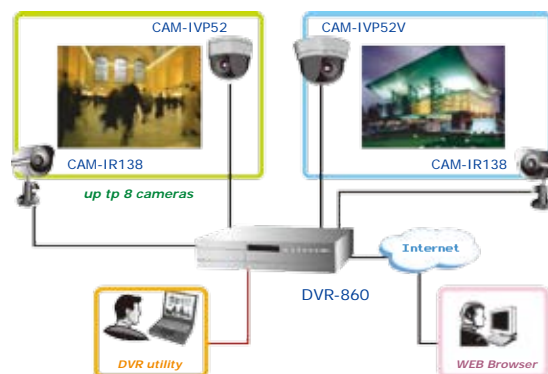 CAM-IVP52
CAM-IVP52V
CAM-IR138
CAM-IR138
up tp 8 cameras
Internet
DVR-860
DVR utility
WEB Browser